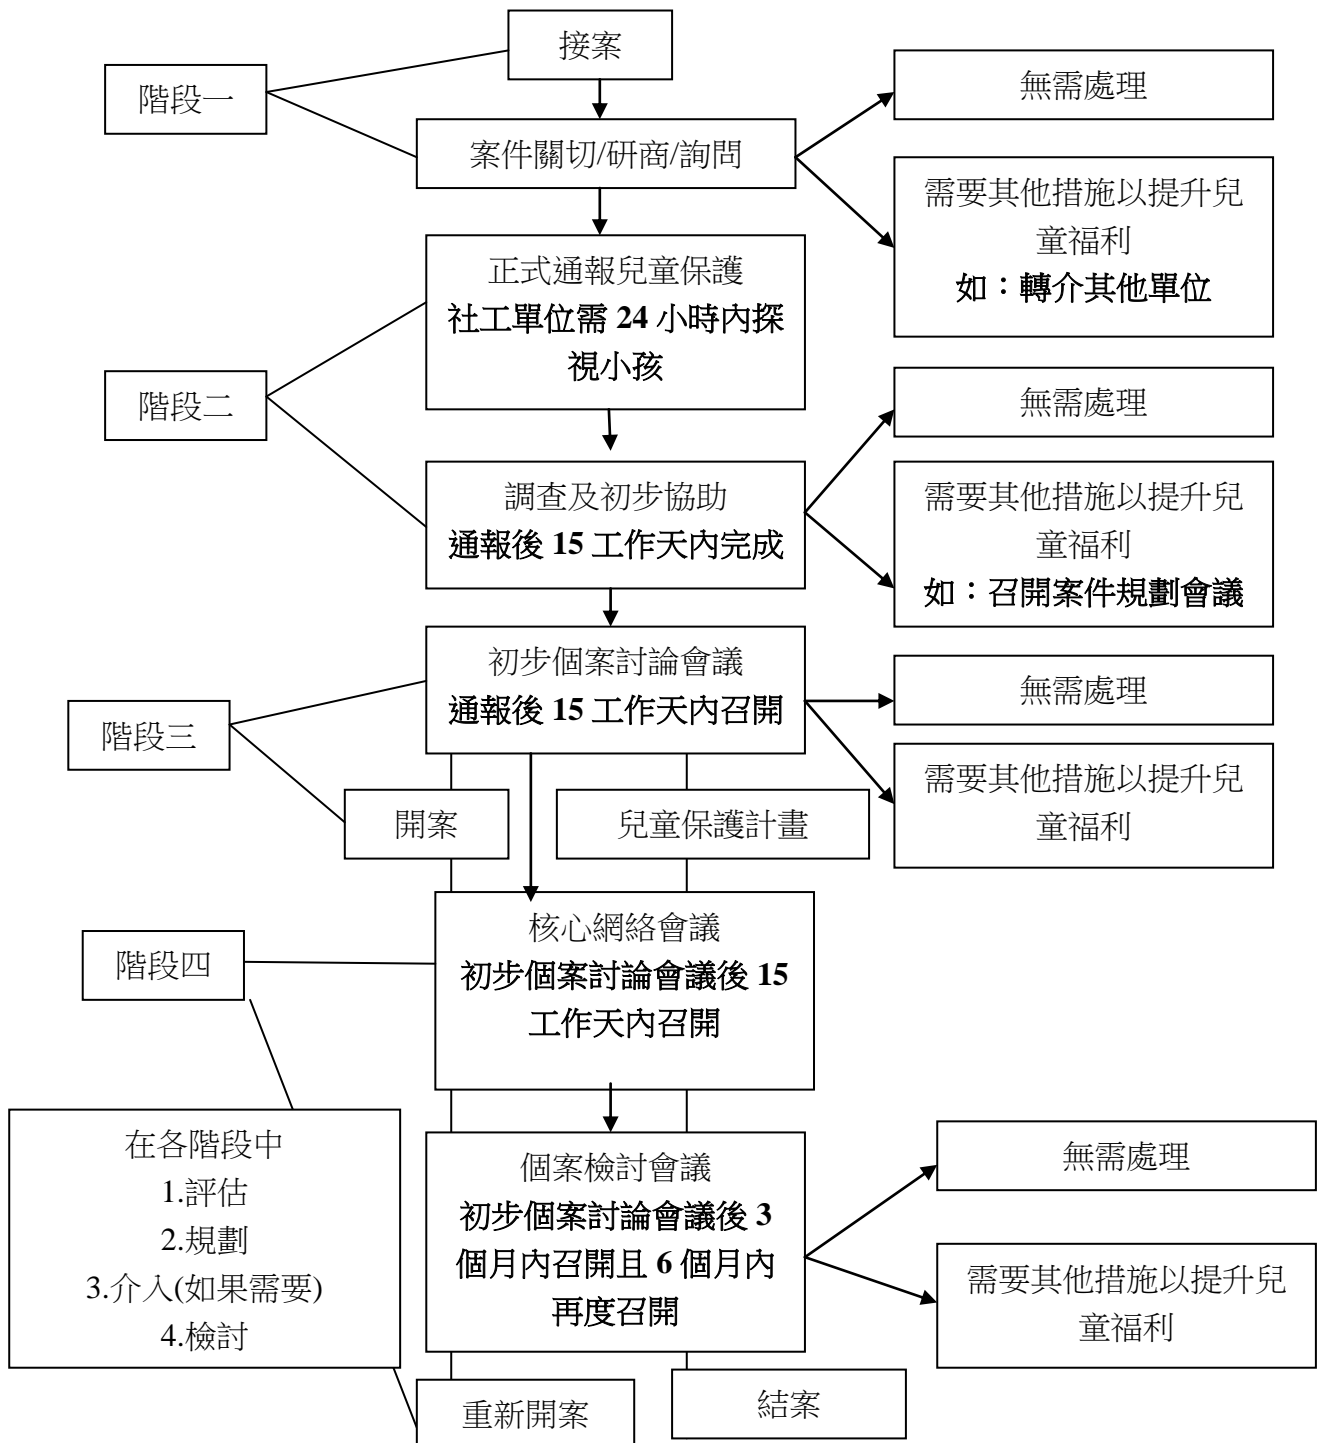 接案
階段一
無需處理
案件關切/研商/詢問
需要其他措施以提升兒
童福利
如：轉介其他單位
正式通報兒童保護
社工單位需 24 小時內探
視小孩
階段二
無需處理
調查及初步協助
通報後 15 工作天內完成
需要其他措施以提升兒
童福利
如：召開案件規劃會議
初步個案討論會議
通報後 15 工作天內召開
無需處理
階段三
需要其他措施以提升兒
童福利
開案
兒童保護計畫
核心網絡會議
初步個案討論會議後 15
工作天內召開
階段四
在各階段中
1.評估
2.規劃
3.介入(如果需要)
4.檢討
個案檢討會議
初步個案討論會議後 3
個月內召開且 6 個月內
再度召開
無需處理
需要其他措施以提升兒
童福利
重新開案
結案